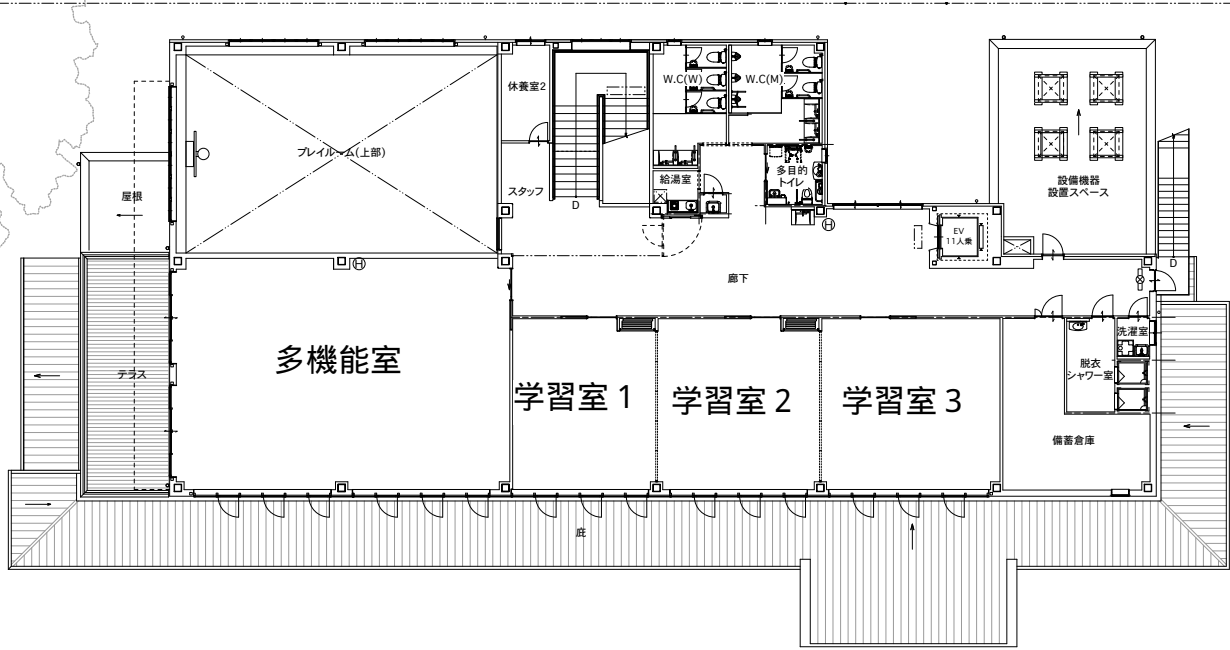 休養室2
W.C(W)
W.C(M)
プレイルーム(上部)
屋根
スタッフ
D
給湯室
多目的
トイレ
設備機器
設置スペース
H
EV
11人乗
D
H
廊下
テラス
多機能室
学習室1
学習室2
学習室3
洗濯室
脱衣
シャワー室
備蓄倉庫
庇